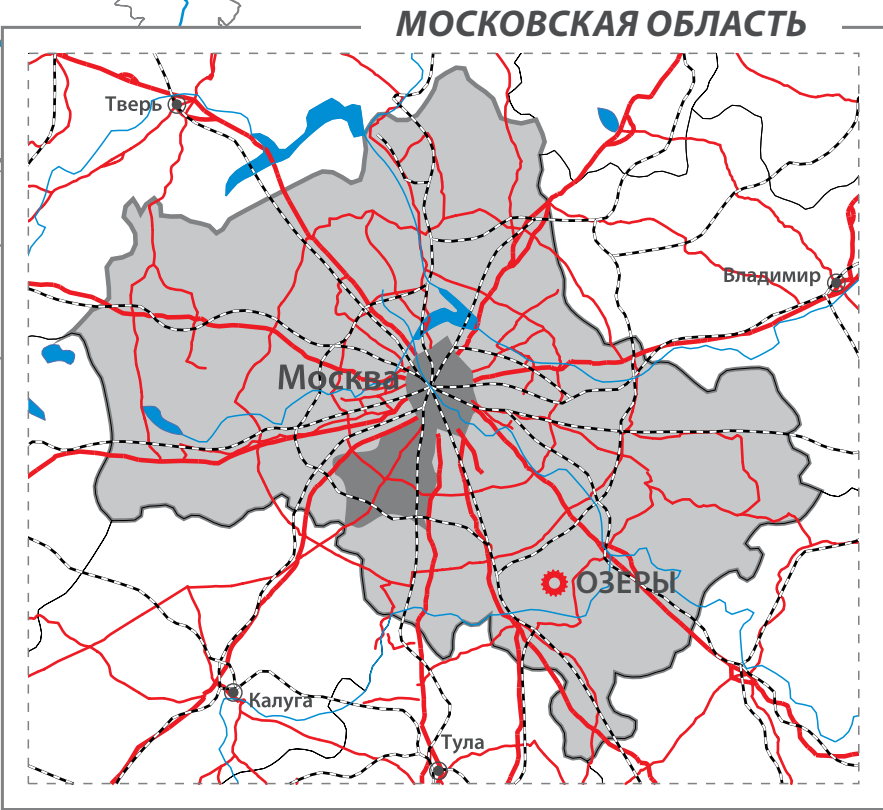 МОСКОВСКАЯ ОБЛАСТЬ
Тверь
Владимир
Москва
ОЗЕРЫ
Калуга
Тула